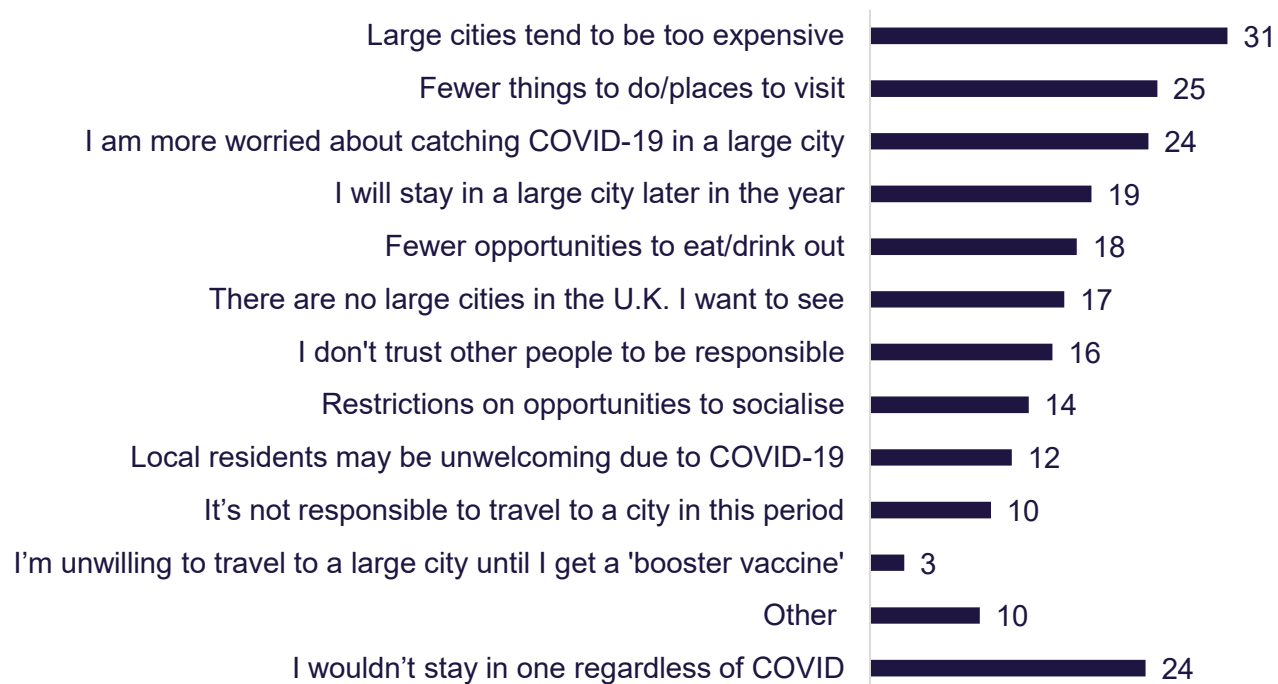 Large cities tend to be too expensive 31
Fewer things to do/places to visit 25
I am more worried about catching COVID-19 in a large city 24
I will stay in a large city later in the year 19
Fewer opportunities to eat/drink out 18
There are no large cities in the U.K. I want to see 17
I don't trust other people to be responsible 16
Restrictions on opportunities to socialise 14
Local residents may be unwelcoming due to COVID-19 12
It’s not responsible to travel to a city in this period 10
I’m unwilling to travel to a large city until I get a 'booster vaccine' 3
Other 10
I wouldn’t stay in one regardless of COVID 24